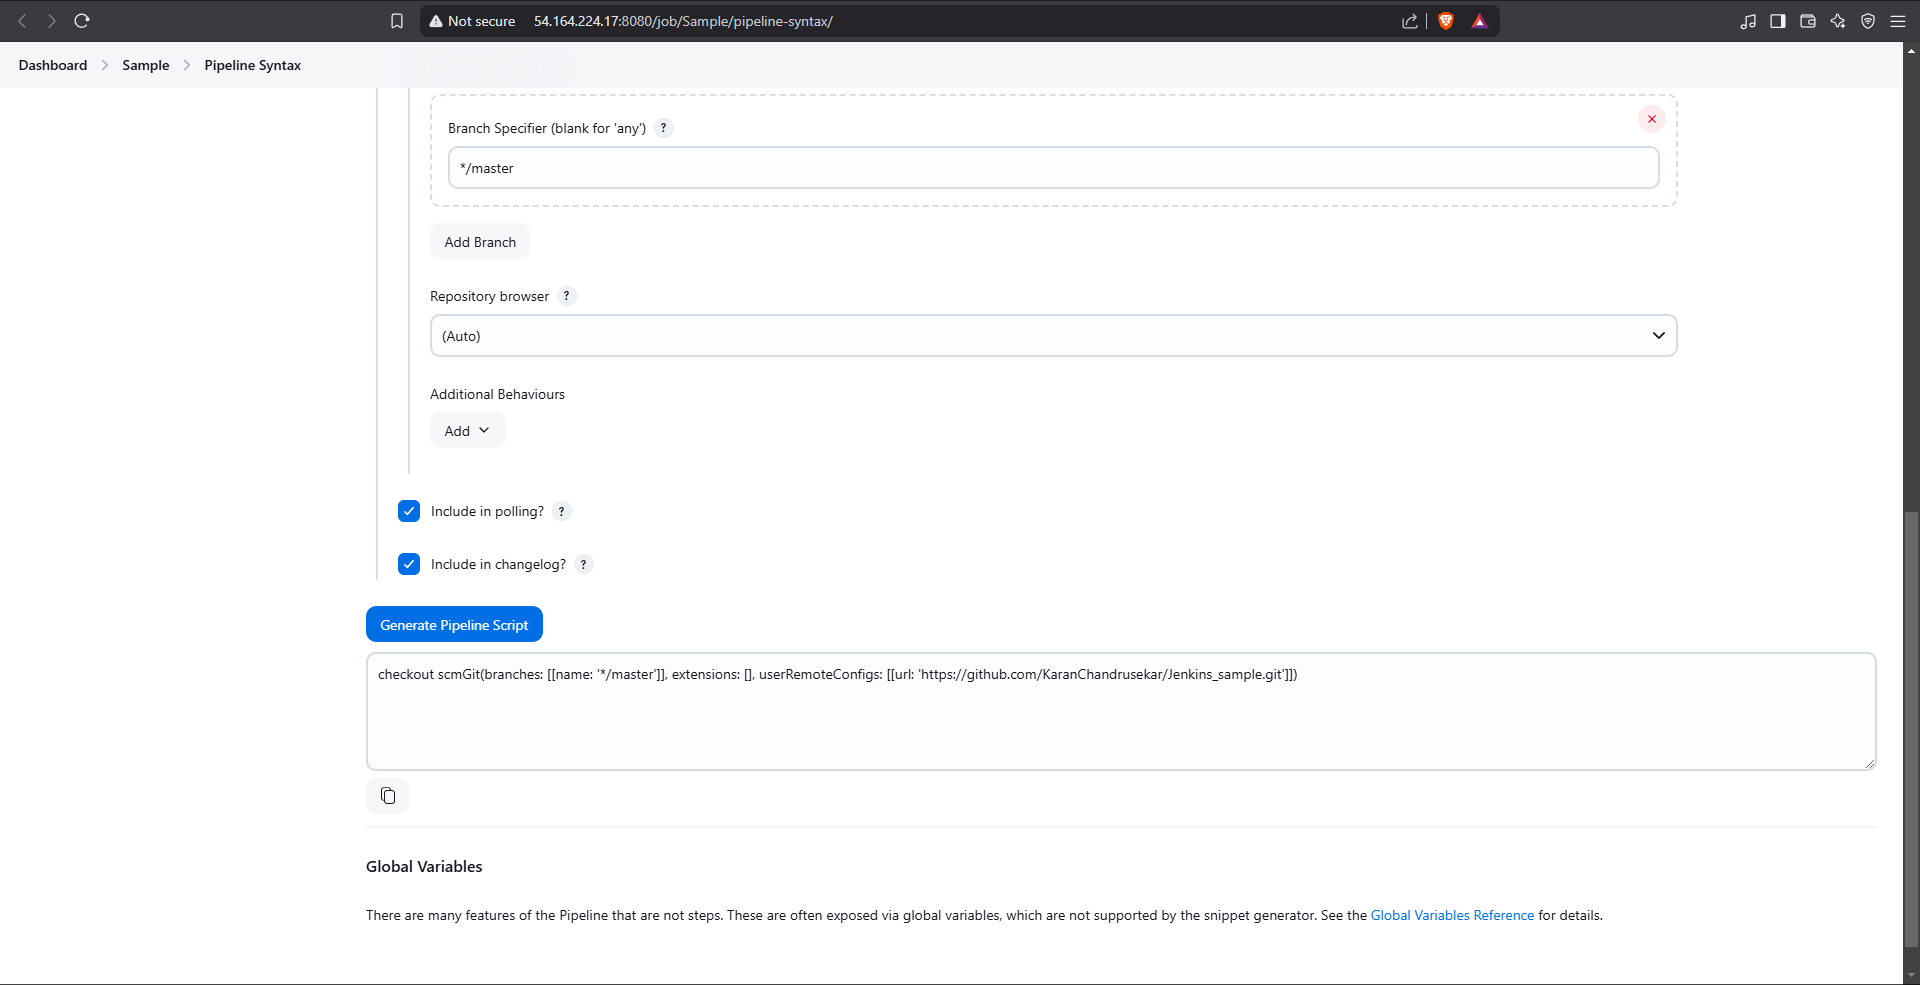 Not secure 54.164.224.17:8080/job/Sample/pipeline-syntax/
Dashboard > Sample > Pipeline Syntax
Branch Specifier (blank for 'any') ?
*/master
Add Branch
Repository browser ?
(Auto)
Additional Behaviours
Add
Include in polling? ?
Include in changelog? ?
Generate Pipeline Script
checkout scmGit(branches: [[name: '*/master']], extensions: [], userRemoteConfigs: [[url: 'https://github.com/KaranChandrusekar/Jenkins_sample.git']])
Global Variables
There are many features of the Pipeline that are not steps. These are often exposed via global variables, which are not supported by the snippet generator. See the Global Variables Reference for details.